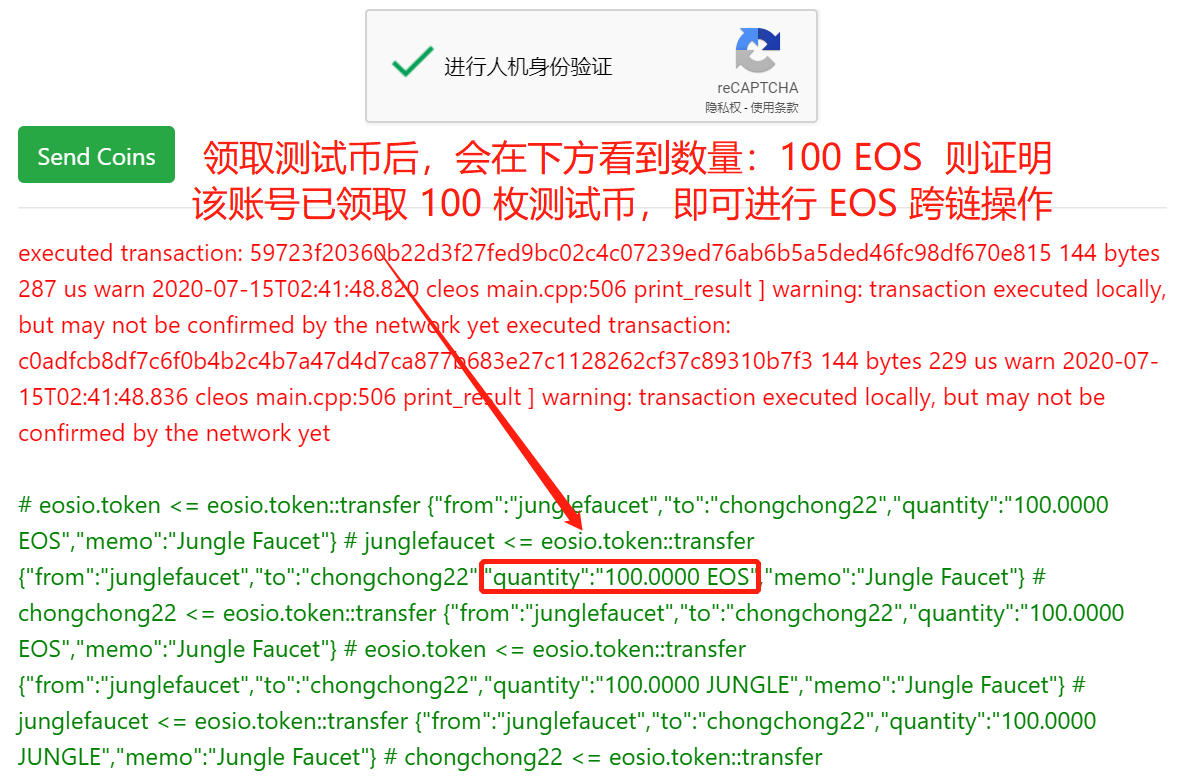 进行人机身份验证
reCAPTCHA
隐私权 - 使用条款
Send Coins
领取测试币后，会在下方看到数量：100 EOS 则证明
该账号已领取 100 枚测试币，即可进行 EOS 跨链操作
executed transaction: 59723f20360b22d3f27fed9bc02c4c07239ed76ab6b5a5ded46fc98df670e815 144 bytes
287 us warn 2020-07-15T02:41:48.820 cleos main.cpp:506 print_result ] warning: transaction executed locally,
but may not be confirmed by the network yet executed transaction:
c0adfcb8df7c6f0b4b2c4b7a47d4d7ca877b683e27c1128262cf37c89310b7f3 144 bytes 229 us warn 2020-07-
15T02:41:48.836 cleos main.cpp:506 print_result ] warning: transaction executed locally, but may not be
confirmed by the network yet
# eosio.token <= eosio.token::transfer {"from":"junglefaucet","to":"chongchong22","quantity":"100.0000
EOS","memo":"Jungle Faucet"} # junglefaucet <= eosio.token::transfer
{"from":"junglefaucet","to":"chongchong22","quantity":"100.0000 EOS","memo":"Jungle Faucet"} #
chongchong22 <= eosio.token::transfer {"from":"junglefaucet","to":"chongchong22","quantity":"100.0000
EOS","memo":"Jungle Faucet"} # eosio.token <= eosio.token::transfer
{"from":"junglefaucet","to":"chongchong22","quantity":"100.0000 JUNGLE","memo":"Jungle Faucet"} #
junglefaucet <= eosio.token::transfer {"from":"junglefaucet","to":"chongchong22","quantity":"100.0000
JUNGLE","memo":"Jungle Faucet"} # chongchong22 <= eosio.token::transfer